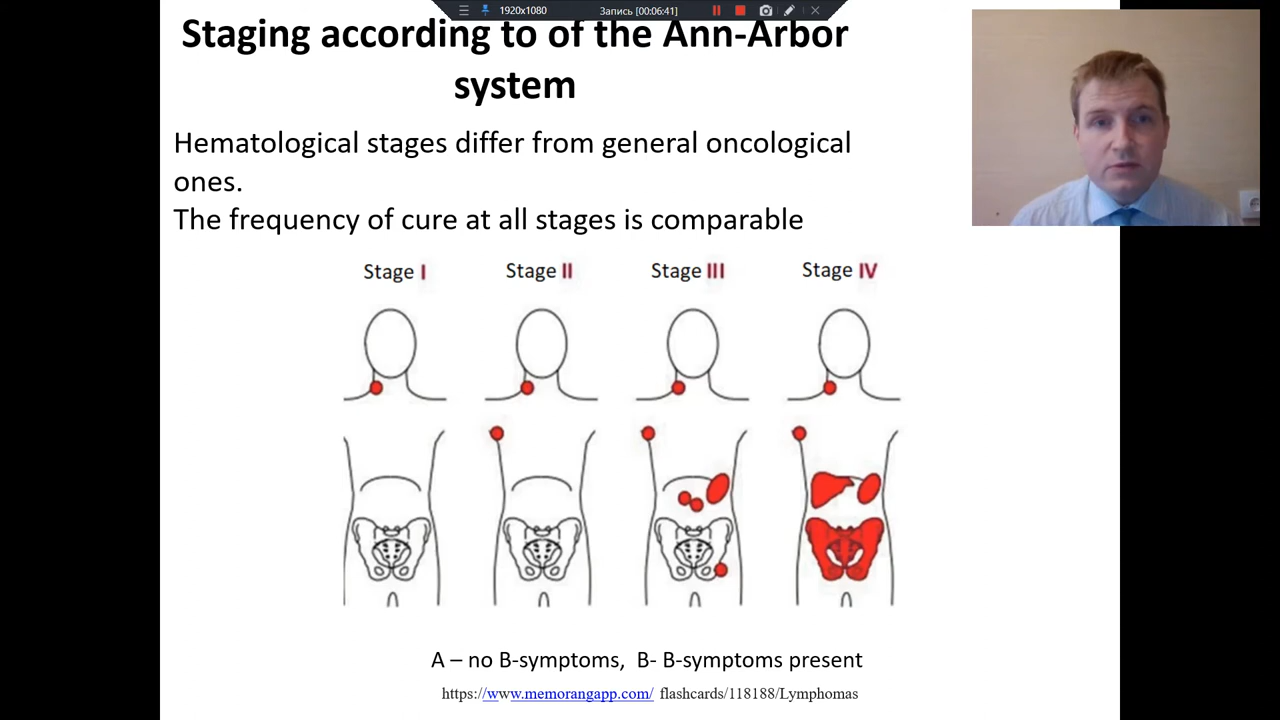 1920x1080 Запись [00:06:41]
Staging according to of the Ann-Arbor
system
Hematological stages differ from general oncological
ones.
The frequency of cure at all stages is comparable
Stage I Stage II Stage III Stage IV
A – no B-symptoms, B- B-symptoms present
https://www.memorangapp.com/ flashcards/118188/Lymphomas